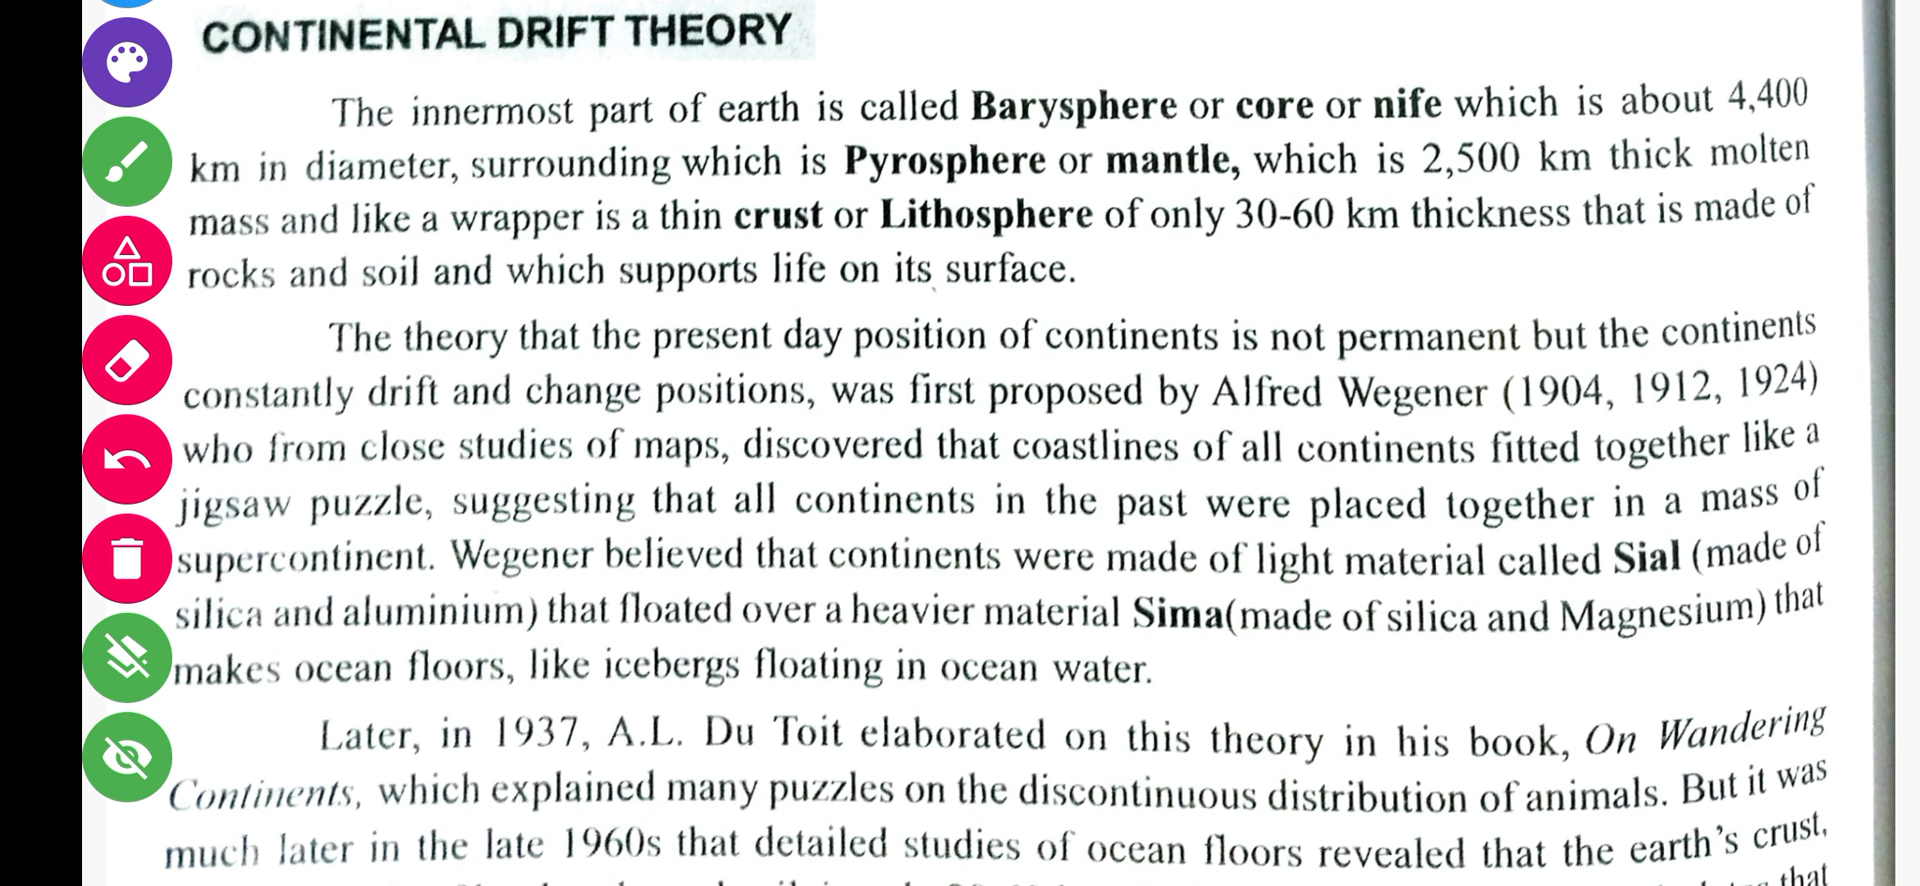 CONTINENTAL DRIFT THEORY
The innermost part of earth is called Barysphere or core or nife which is about 4,400
km in diameter, surrounding which is Pyrosphere or mantle, which is 2,500 km thick molten
mass and like a wrapper is a thin crust or Lithosphere of only 30-60 km thickness that is made of
rocks and soil and which supports life on its surface.
The theory that the present day position of continents is not permanent but the continents
constantly drift and change positions, was first proposed by Alfred Wegener (1904, 1912, 1924)
who from close studies of maps, discovered that coastlines of all continents fitted together like a
jigsaw puzzle, suggesting that all continents in the past were placed together in a mass of
supercontinent. Wegener believed that continents were made of light material called Sial (made of
silica and aluminium) that floated over a heavier material Sima(made of silica and Magnesium) that
makes ocean floors, like icebergs floating in ocean water.
Later, in 1937, A.L. Du Toit elaborated on this theory in his book, On Wandering
Continents, which explained many puzzles on the discontinuous distribution of animals. But it was
much later in the late 1960s that detailed studies of ocean floors revealed that the earth's crust,
that